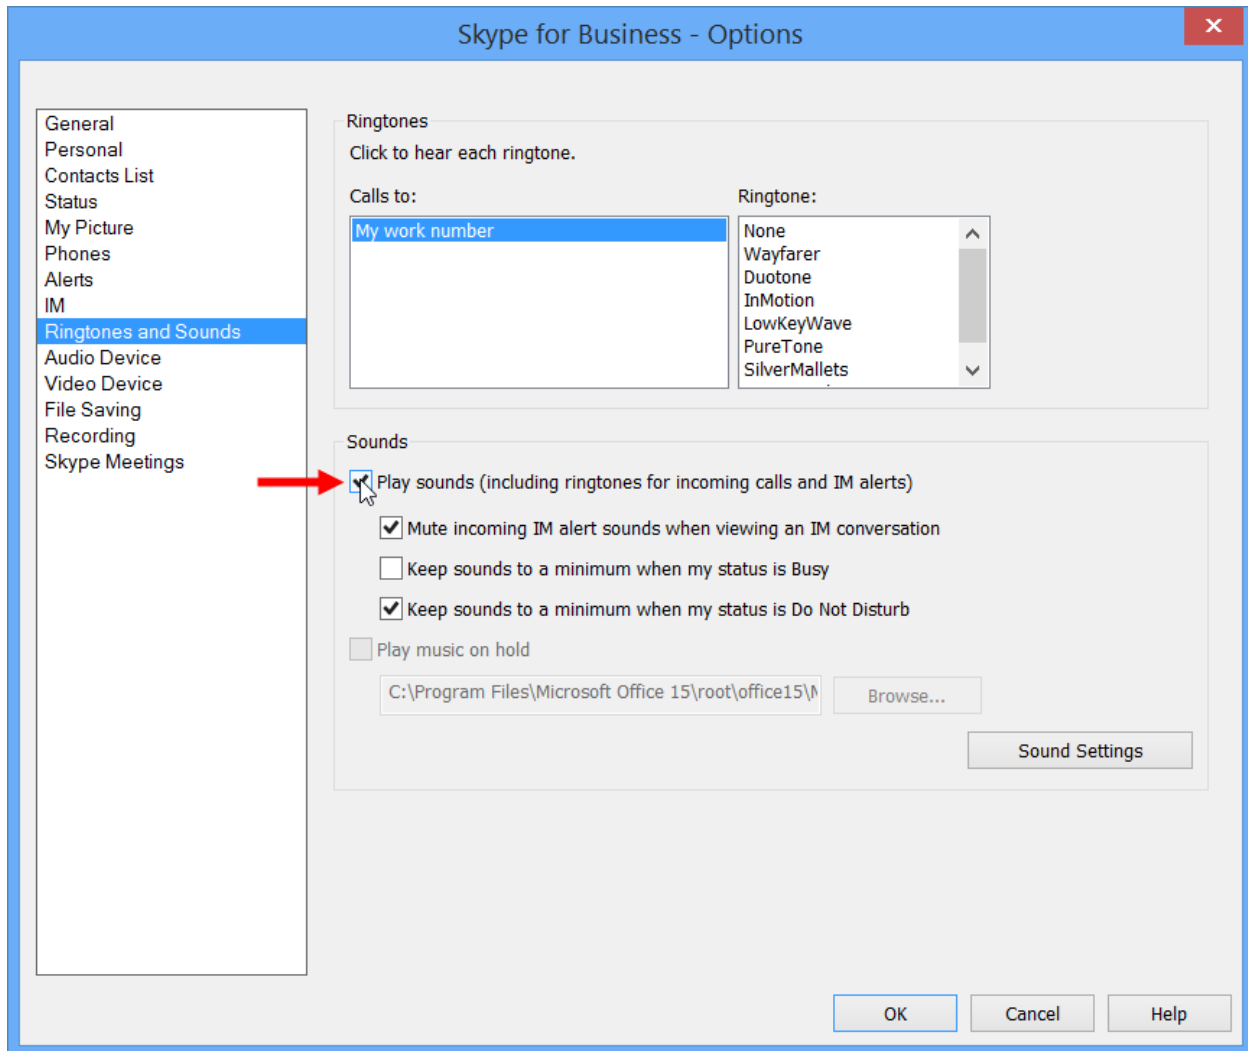 Skype for Business - Options
General
Personal
Contacts List
Status
My Picture
Phones
Alerts
IM
Ringtones and Sounds
Audio Device
Video Device
File Saving
Recording
Skype Meetings
Ringtones
Click to hear each ringtone.
Calls to:
My work number
Ringtone:
None
Wayfarer
Duotone
InMotion
LowKeyWave
PureTone
SilverMallets
Sounds
Play sounds (including ringtones for incoming calls and IM alerts)
Mute incoming IM alert sounds when viewing an IM conversation
Keep sounds to a minimum when my status is Busy
Keep sounds to a minimum when my status is Do Not Disturb
Play music on hold
C:\Program Files\Microsoft Office 15\root\office15\
Browse...
Sound Settings
OK
Cancel
Help